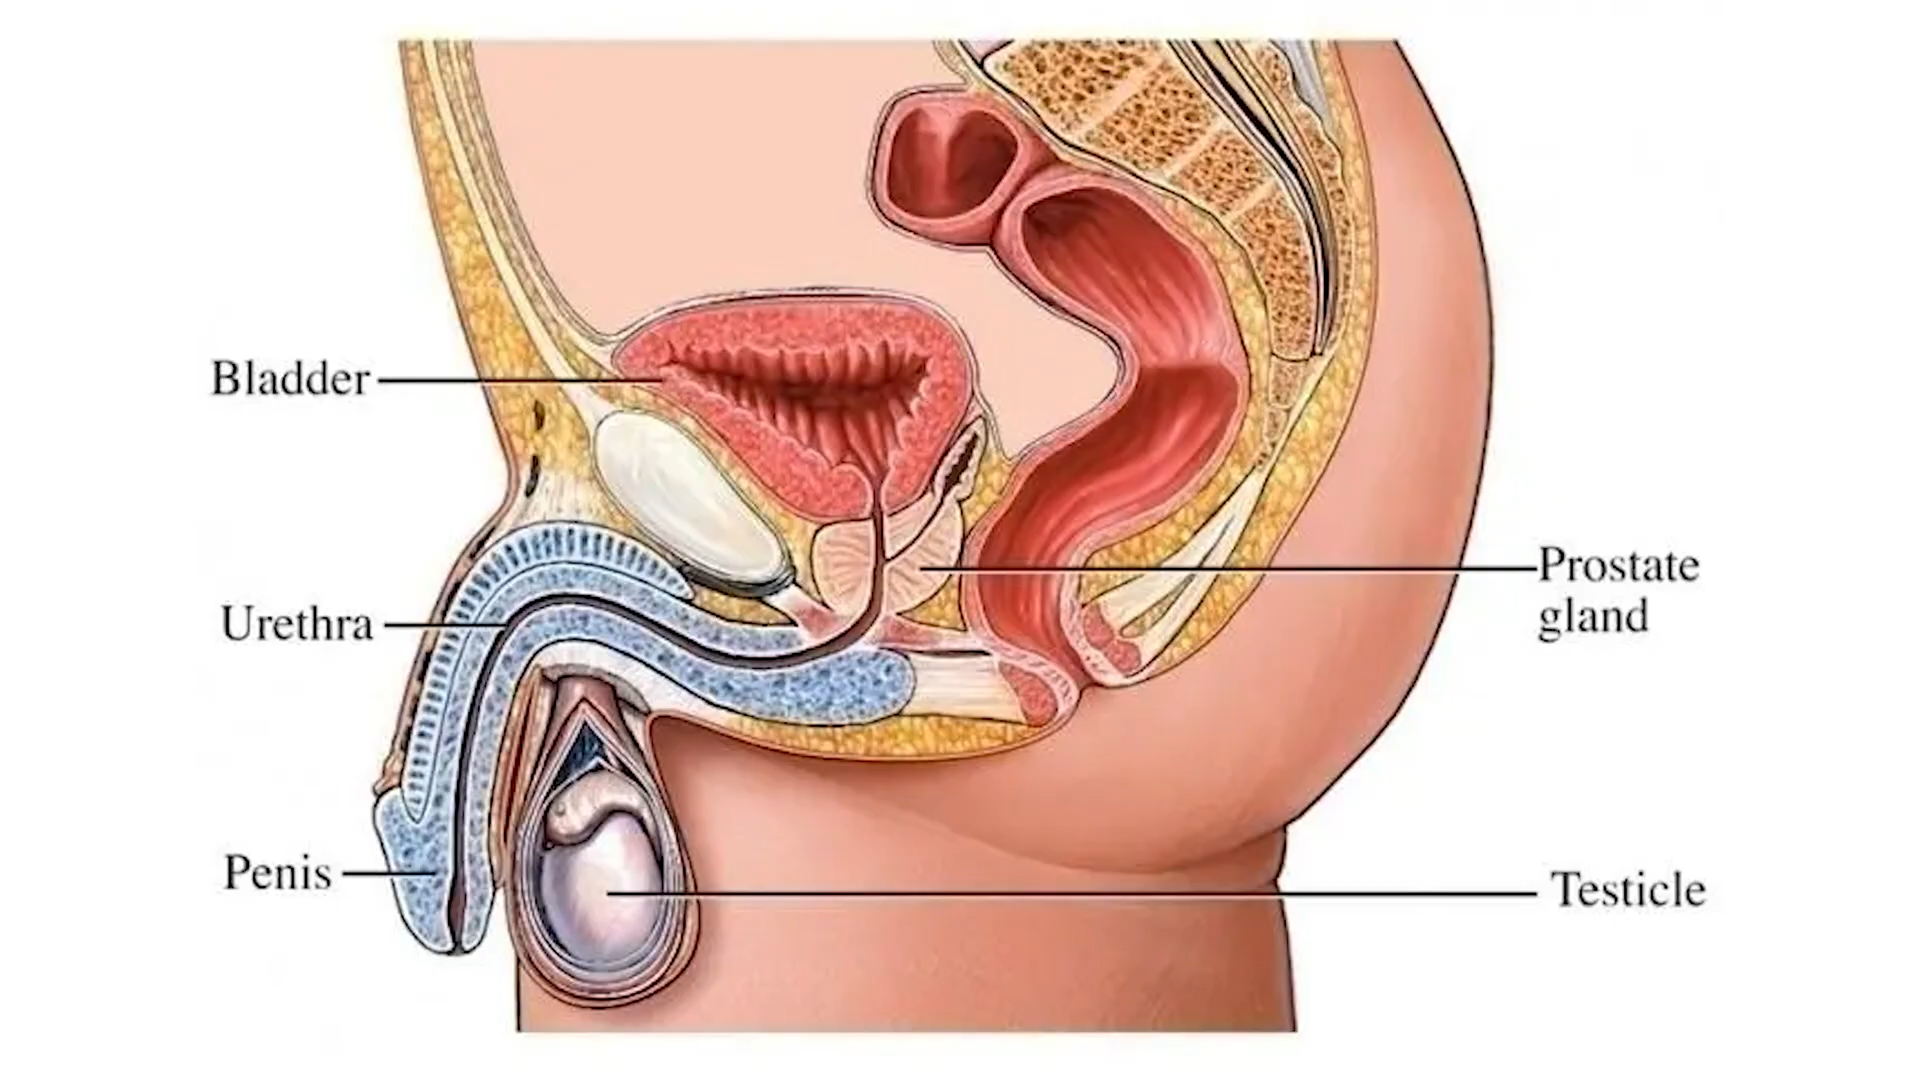 Bladder
Prostate
gland
Urethra
Penis
Testicle